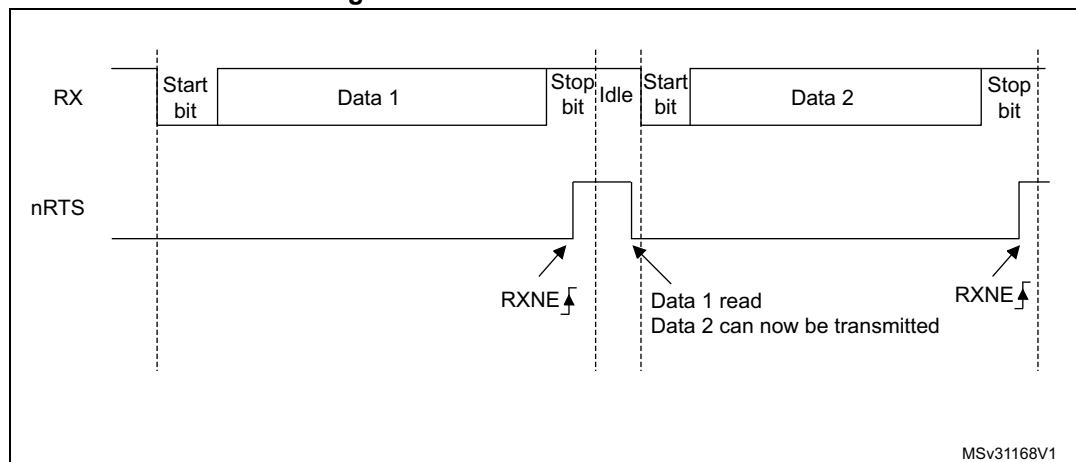 RX
Start
bit
Data 1
Stop
bit
Idle
Start
bit
Data 2
Stop
bit
nRTS
RXNE
Data 1 read
Data 2 can now be transmitted
RXNE
MSv31168V1